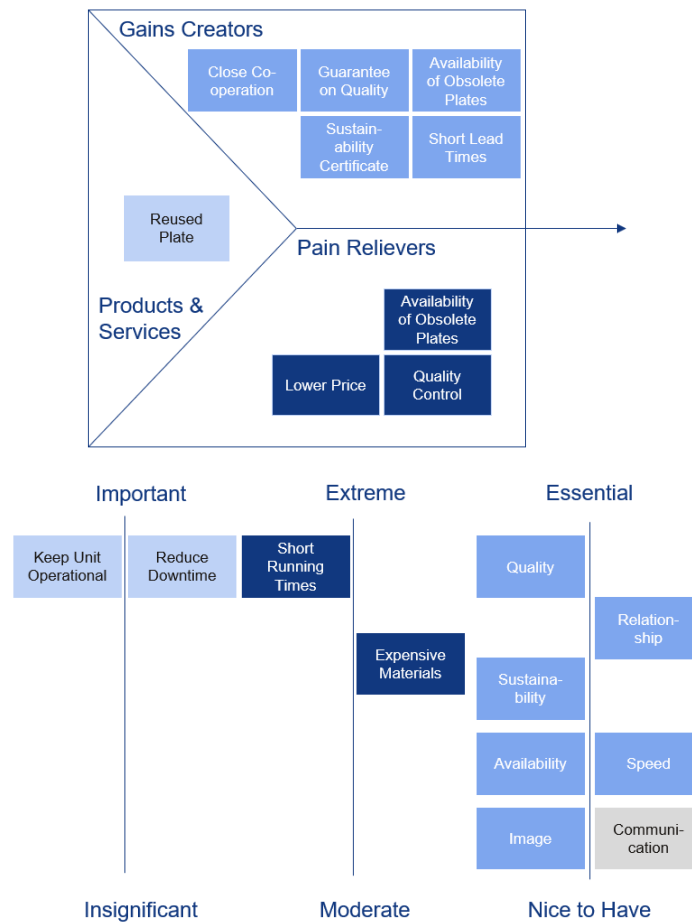 Gains Creators
Close Co-
operation
Guarantee
on Quality
Availability
of Obsolete
Plates
Sustain-
ability
Certificate
Short Lead
Times
Reused
Plate
Pain Relievers
Products &
Services
Availability
of Obsolete
Plates
Lower Price
Quality
Control
Important
Extreme
Essential
Keep Unit
Operational
Reduce
Downtime
Short
Running
Times
Quality
Relation-
ship
Expensive
Materials
Sustaina-
bility
Availability
Speed
Image
Communi-
cation
Insignificant
Moderate
Nice to Have